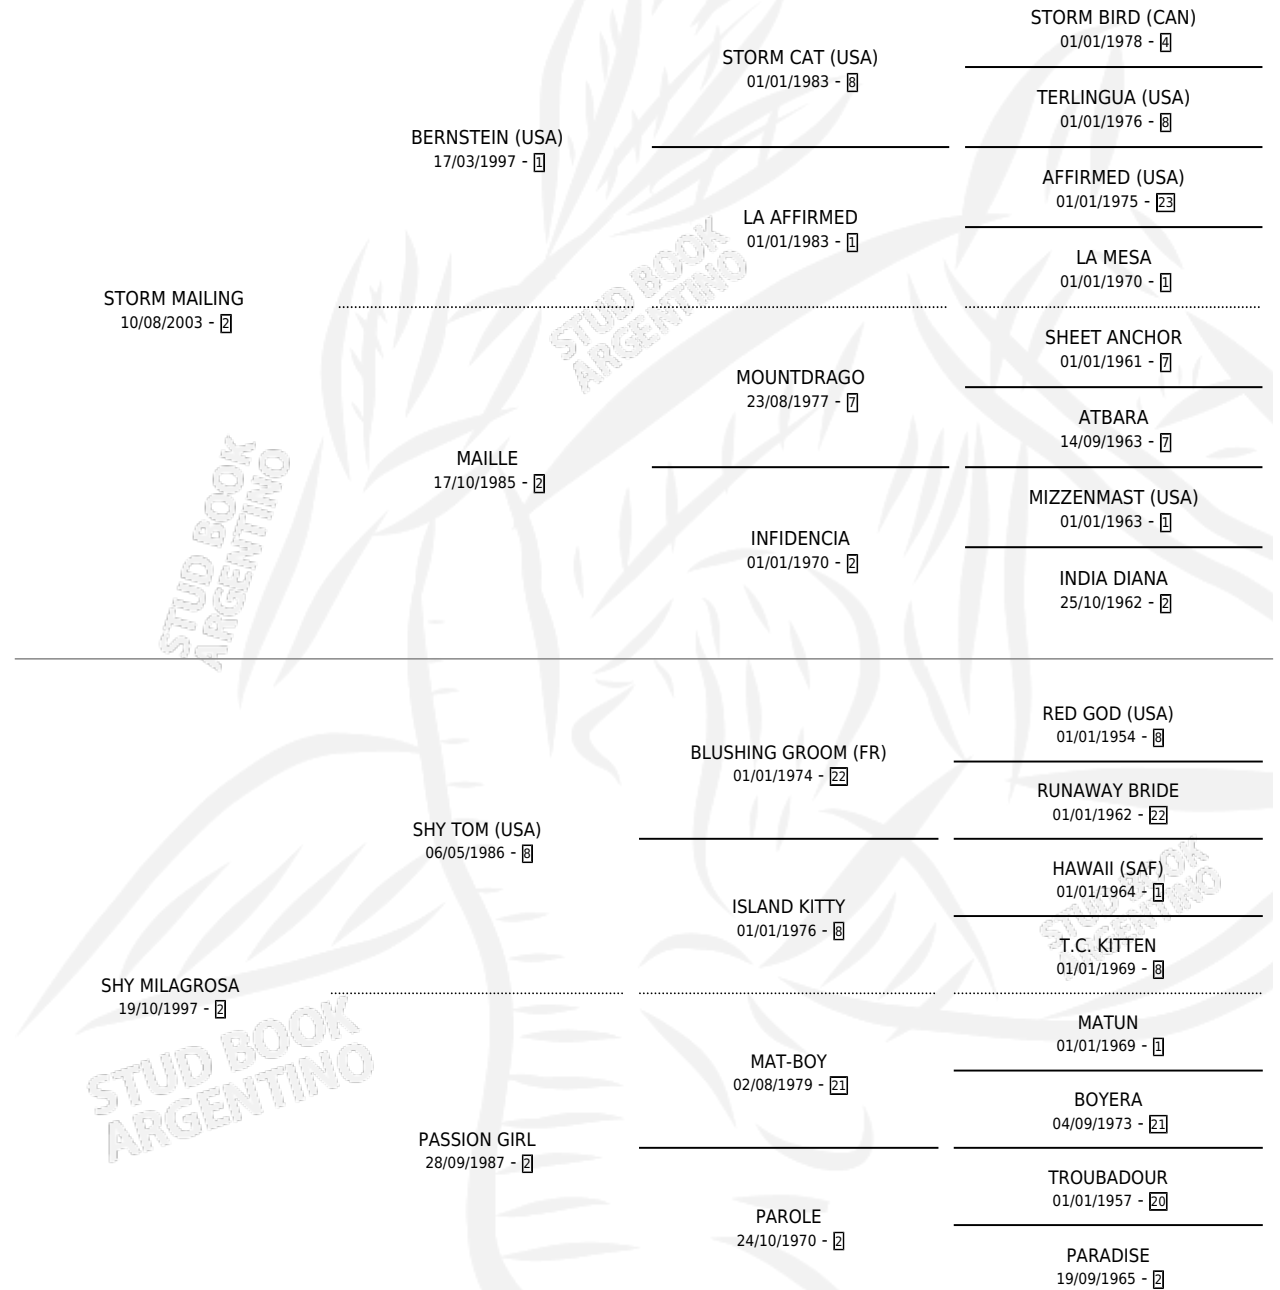 STORM BIRD (CAN)
01/01/1978 - 4
STORM CAT (USA)
01/01/1983 - 8
TERLINGUA (USA)
01/01/1976 - 8
BERNSTEIN (USA)
17/03/1997 - 1
AFFIRMED (USA)
01/01/1975 - 23
LA AFFIRMED
01/01/1983 - 1
LA MESA
01/01/1970 - 1
STORM MAILING
10/08/2003 - 2
SHEET ANCHOR
01/01/1961 - 7
MOUNTDRAGO
23/08/1977 - 7
ATBARA
14/09/1963 - 7
MAILLE
17/10/1985 - 2
MIZZENMAST (USA)
01/01/1963 - 1
INFIDENCIA
01/01/1970 - 2
INDIA DIANA
25/10/1962 - 2
RED GOD (USA)
01/01/1954 - 8
BLUSHING GROOM (FR)
01/01/1974 - 22
RUNAWAY BRIDE
01/01/1962 - 22
SHY TOM (USA)
06/05/1986 - 8
HAWAII (SAF)
01/01/1964 - 1
ISLAND KITTY
01/01/1976 - 8
T.C. KITTEN
01/01/1969 - 8
SHY MILAGROSA
19/10/1997 - 2
MATUN
01/01/1969 - 1
MAT-BOY
02/08/1979 - 21
BOYERA
04/09/1973 - 21
PASSION GIRL
28/09/1987 - 2
TROUBADOUR
01/01/1957 - 20
PAROLE
24/10/1970 - 2
PARADISE
19/09/1965 - 2
STUD BOOK
ARGENTINO
STUD BOOK
ARGENTINO
STUD BOOK
ARGENTINO
STUD BOOK
ARGENTINO